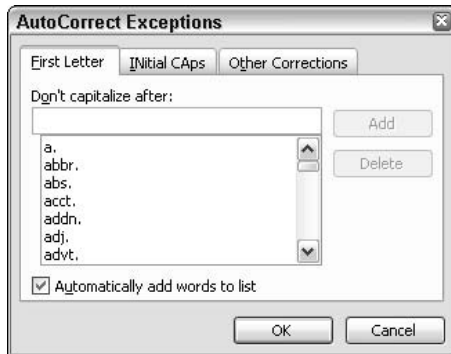 AutoCorrect Exceptions
First Letter INitial CAps Other Corrections
Don't capitalize after:
Add
a.
abbr.
Delete
abs.
acct.
addn.
adj.
advt.
Automatically add words to list
OK Cancel